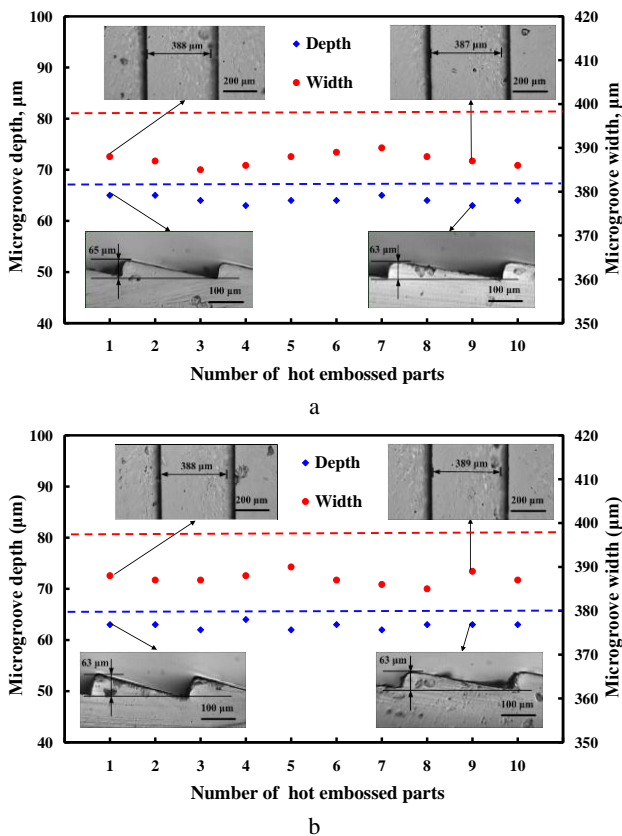 100
90
80
70
60
50
40
Microgroove depth, µm
420
410
400
390
380
370
360
350
Microgroove width, µm
388 µm
200 µm
Depth
Width
387 µm
200 µm
65 µm
100 µm
63 µm
100 µm
1 2 3 4 5 6 7 8 9 10
Number of hot embossed parts
a
100
90
80
70
60
50
40
Microgroove depth (µm)
420
410
400
390
380
370
360
350
Microgroove width (µm)
388 µm
200 µm
Depth
Width
389 µm
200 µm
63 µm
100 µm
63 µm
100 µm
1 2 3 4 5 6 7 8 9 10
Number of hot embossed parts
b